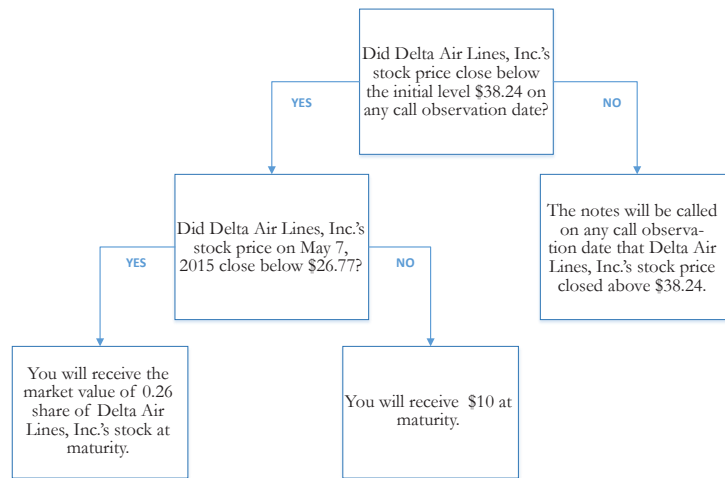 Did Delta Air Lines, Inc.'s
stock price close below
the initial level $38.24 on
any call observation date?
YES
NO
Did Delta Air Lines, Inc.'s
stock price on May 7,
2015 close below $26.77?
The notes will be called
on any call observa-
tion date that Delta Air
Lines, Inc.'s stock price
closed above $38.24.
YES
NO
You will receive the
market value of 0.26
share of Delta Air
Lines, Inc.'s stock at
maturity.
You will receive $10 at
maturity.